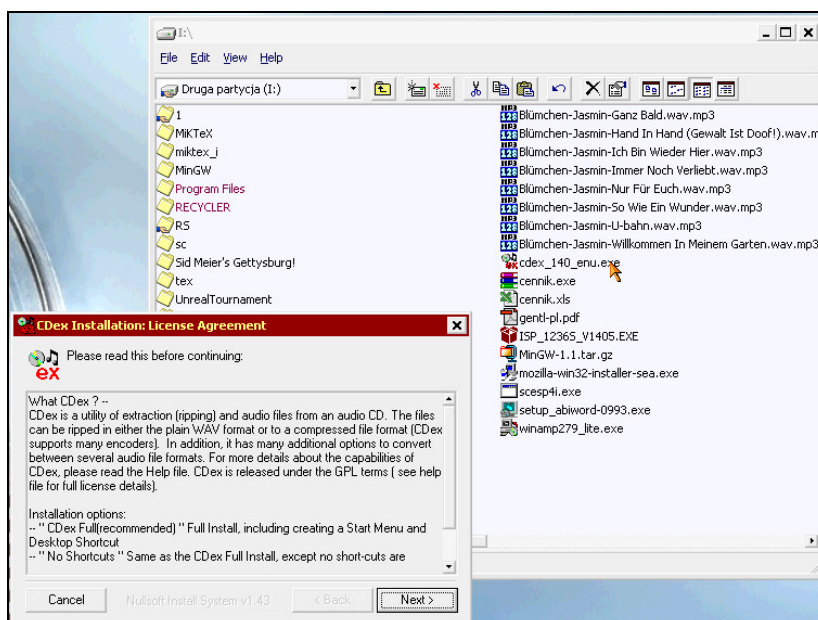 I:\
File Edit View Help
Druga partycja (I:)
1
MiKTeX
miktex_i
MinGW
Program Files
RECYCLER
RS
sc
Sid Meier's Gettysburg!
tex
UnrealTournament
Blümchen-Jasmin-Ganz Bald.wav.mp3
Blümchen-Jasmin-Hand In Hand (Gewalt Ist Doof!).wav.m
Blümchen-Jasmin-Ich Bin Wieder Hier.wav.mp3
Blümchen-Jasmin-Immer Noch Verliebt.wav.mp3
Blümchen-Jasmin-Nur Für Euch.wav.mp3
Blümchen-Jasmin-So Wie Ein Wunder.wav.mp3
Blümchen-Jasmin-U-bahn.wav.mp3
Blümchen-Jasmin-Willkommen In Meinem Garten.wav.mp3
cdex_140_enu.exe
cennik.exe
cennik.xls
gentl-pl.pdf
ISP_1236S_V1405.EXE
MinGW-1.1.tar.gz
mozilla-win32-installer-sea.exe
scesp4i.exe
setup_abiword-0993.exe
winamp279_lite.exe
CDex Installation: License Agreement
ex
Please read this before continuing:
What CDex ? --
CDex is a utility of extraction (ripping) and audio files from an audio CD. The files
can be ripped in either the plain WAV format or to a compressed file format (CDex
supports many encoders). In addition, it has many additional options to convert
between several audio file formats. For more details about the capabilities of
CDex, please read the Help file. CDex is released under the GPL terms ( see help
file for full license details).
Installation options:
-- " CDex Full(recommended) " Full Install, including creating a Start Menu and
Desktop Shortcut
-- " No Shortcuts " Same as the CDex Full Install, except no short-cuts are
Cancel
Nullsoft Install System v1.43
< Back
Next >